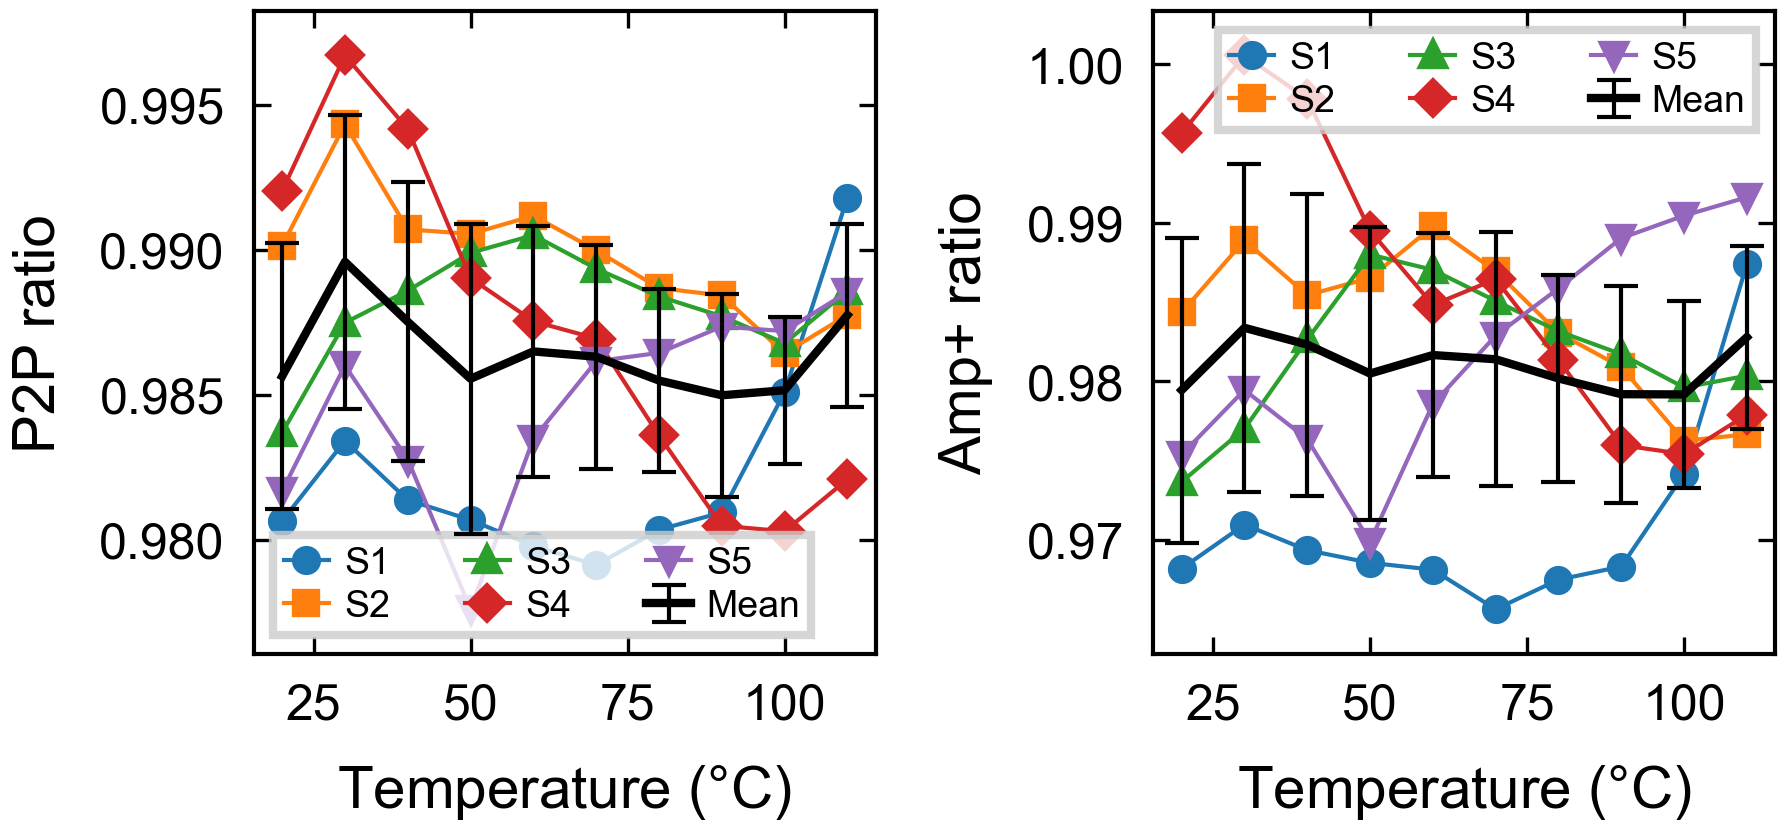 P2P ratio
0.995
0.990
0.985
0.980
S1 S3 S5
S2 S4 Mean
25 50 75 100
Temperature (°C)
Amp+ ratio
1.00
0.99
0.98
0.97
S1 S3 S5
S2 S4 Mean
25 50 75 100
Temperature (°C)